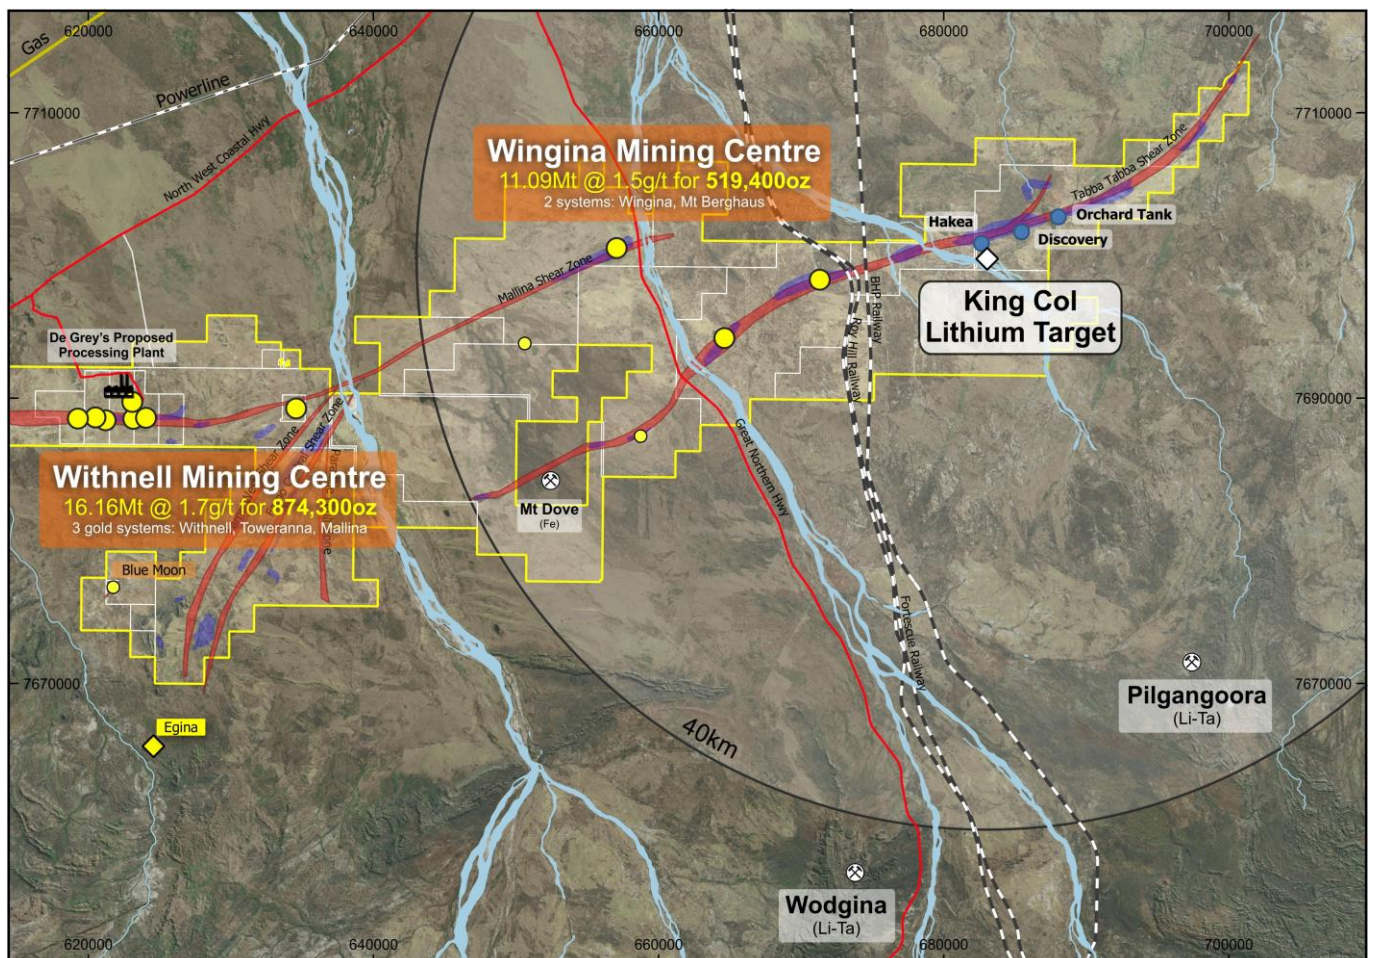 620000
640000
660000
680000
700000
Gas
Powerline
7710000
7710000
North West Coastal Hwy
Wingina Mining Centre
11.09Mt @ 1.5g/t for 519,400oz
2 systems: Wingina, Mt Berghaus
Tabba Tabba Shear Zone
Hakea
Orchard Tank
Discovery
Mallina Shear Zone
King Col
Lithium Target
BHP Railway
Roy Hill Railway
De Grey's Proposed
Processing Plant
7690000
Shear Zone
Shear Zone
Great Northern Hwy
Withnell Mining Centre
16.16Mt @ 1.7g/t for 874,300oz
3 gold systems: Withnell, Toweranna, Mallina
Mt Dove
(Fe)
Blue Moon
Fortescue Railway
7670000
7670000
Pilgangoora
(Li-Ta)
Egina
40km
Wodgina
(Li-Ta)
620000
640000
660000
680000
700000
7690000